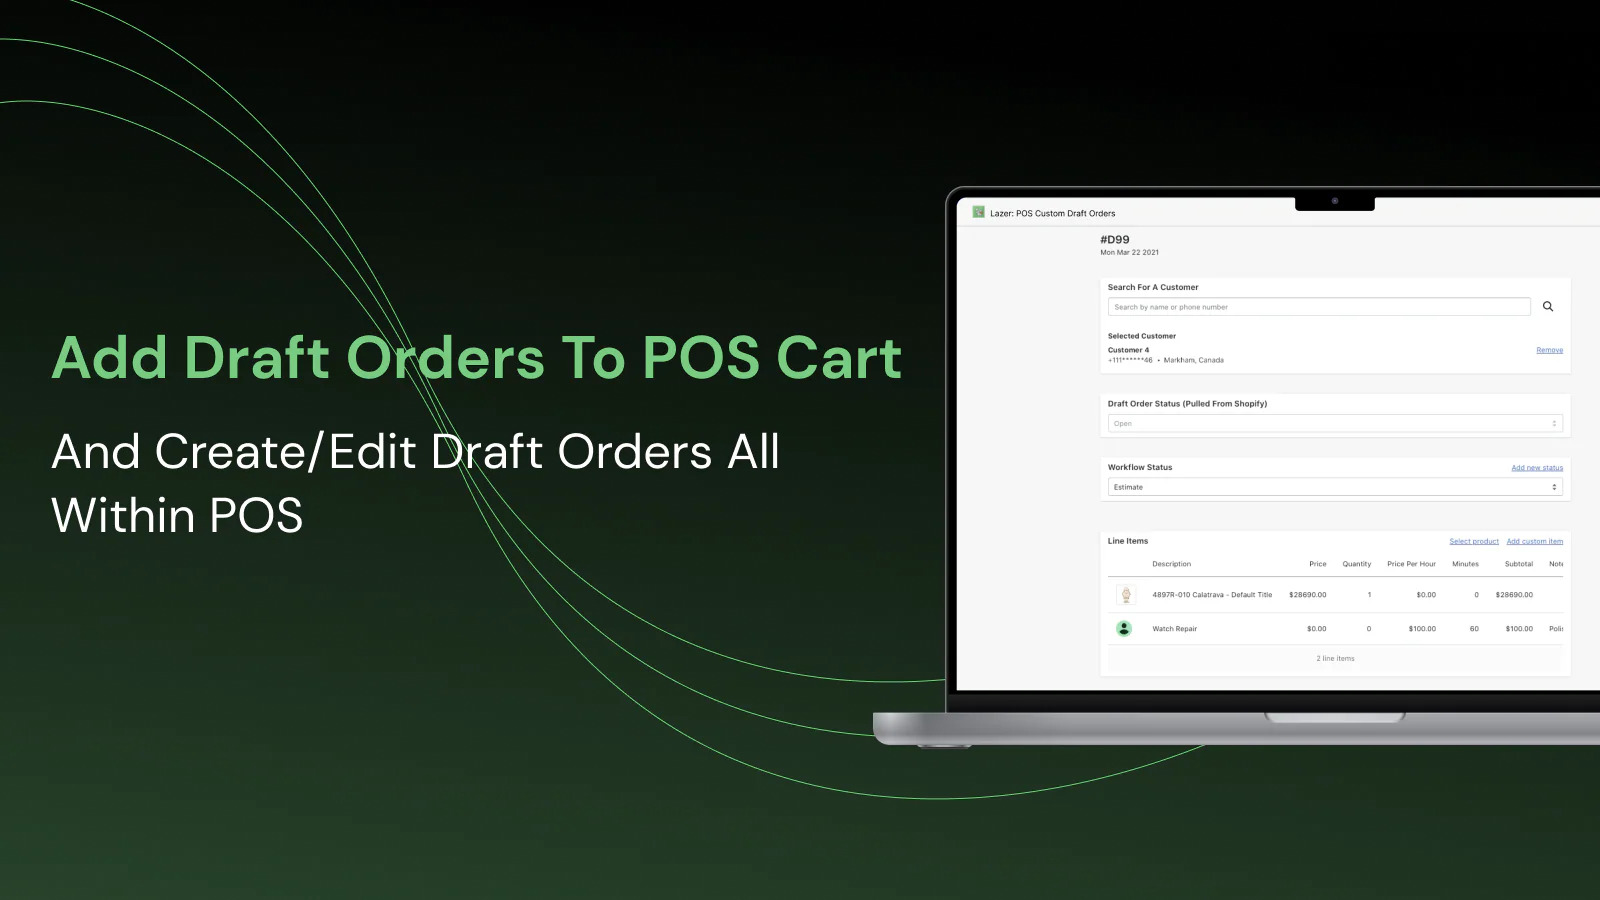 Add Draft Orders To POS Cart
And Create/Edit Draft Orders All
Within POS
Lazer: POS Custom Draft Orders
#D99
Mon Mar 22 2021
Search For A Customer
Search by name or phone number
Selected Customer
Customer 4
Remove
+111******46 • Markham, Canada
Draft Order Status (Pulled From Shopify)
Open
Workflow Status
Add new status
Estimate
Line Items
Select product Add custom item
Description Price Quantity Price Per Hour Minutes Subtotal Note
4897R-010 Calatrava - Default Title $28690.00 1 $0.00 0 $28690.00
Watch Repair $0.00 0 $100.00 60 $100.00 Polis
2 line items